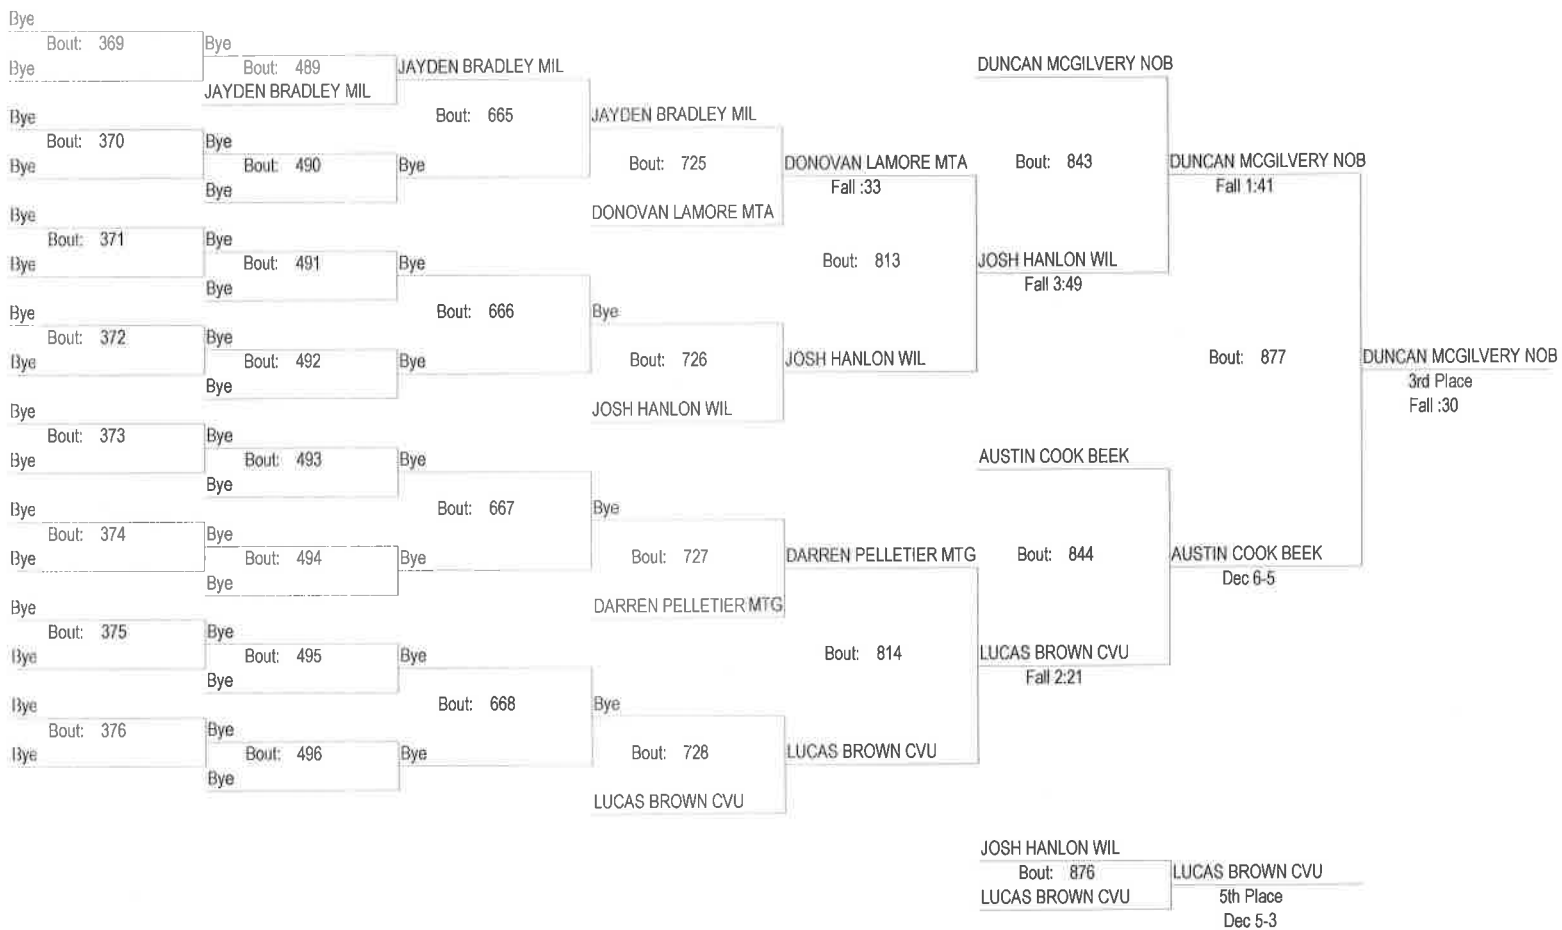 Bye
Bout: 369
Bye
Bye
Bout: 489
JAYDEN BRADLEY MIL
JAYDEN BRADLEY MIL
Bye
Bout: 370
Bye
Bye
Bout: 490
Bye
Bye
Bout: 665
JAYDEN BRADLEY MIL
Bout: 725
DONOVAN LAMORE MTA
DONOVAN LAMORE MTA
Fall :33
Bye
Bout: 371
Bye
Bye
Bout: 491
Bye
Bye
Bye
Bout: 372
Bye
Bye
Bout: 492
Bye
Bye
Bout: 666
Bye
Bout: 726
JOSH HANLON WIL
JOSH HANLON WIL
Bout: 813
JOSH HANLON WIL
Fall 3:49
DUNCAN MCGILVERY NOB
Bout: 843
DUNCAN MCGILVERY NOB
Fall 1:41
Bye
Bout: 373
Bye
Bye
Bout: 493
Bye
Bye
Bye
Bout: 374
Bye
Bye
Bout: 494
Bye
Bye
Bout: 667
Bye
Bout: 727
DARREN PELLETIER MTG
DARREN PELLETIER MTG
Bye
Bout: 375
Bye
Bye
Bout: 495
Bye
Bye
Bye
Bout: 376
Bye
Bye
Bout: 496
Bye
Bye
Bout: 668
Bye
Bout: 728
LUCAS BROWN CVU
LUCAS BROWN CVU
Bout: 814
LUCAS BROWN CVU
Fall 2:21
AUSTIN COOK BEEK
Bout: 844
AUSTIN COOK BEEK
Dec 6-5
Bout: 877
DUNCAN MCGILVERY NOB
3rd Place
Fall :30
JOSH HANLON WIL
Bout: 876
LUCAS BROWN CVU
LUCAS BROWN CVU
5th Place
Dec 5-3